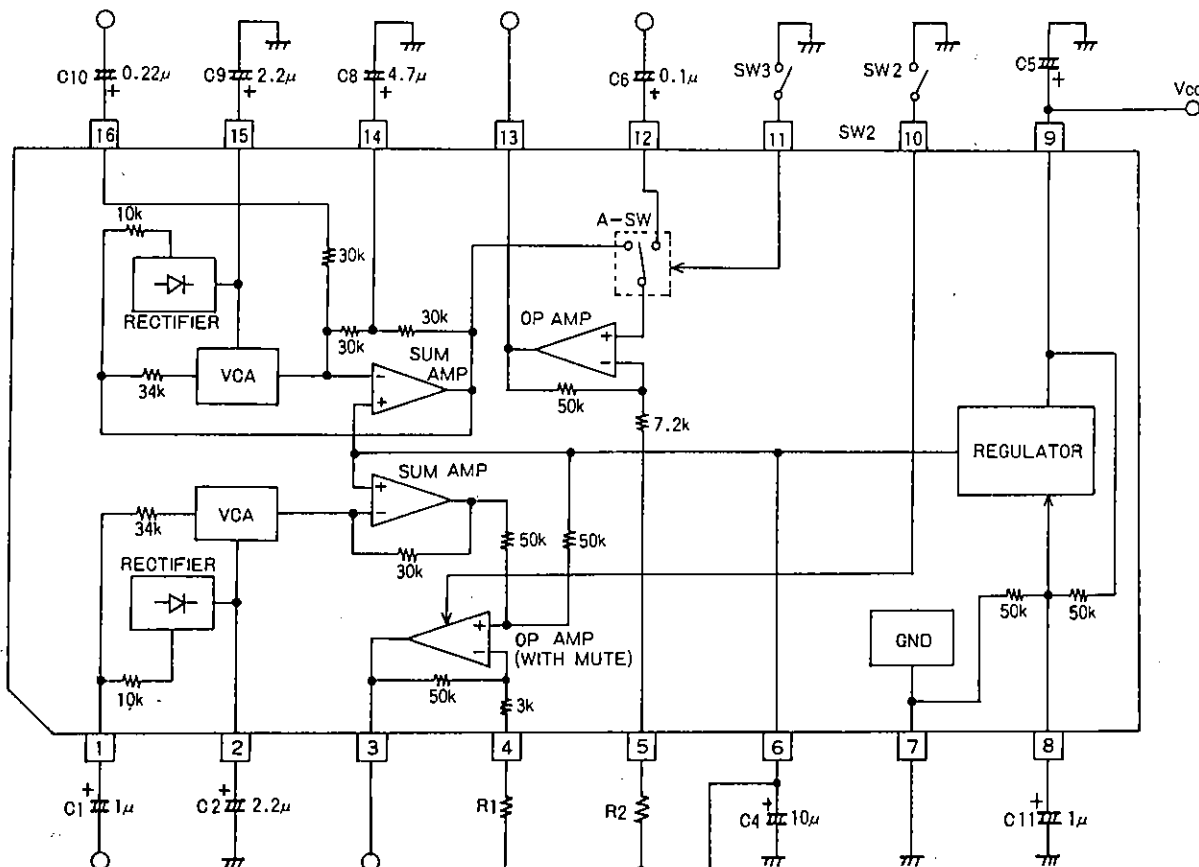 C10 0.22μ
C9 2.2μ
C8 4.7μ
C6 0.1μ
SW3
SW2
C5
Vcc
+ + + + +
16 15 14 13 12 11 SW2 10 9
10k
30k
A-SW
RECTIFIER
30k 30k
OP AMP
+
-
34k
VCA
SUM
AMP
-
+
50k
7.2k
REGULATOR
SUM AMP
+
-
34k
VCA
50k 50k
30k
RECTIFIER
50k 50k
GND
+
-
OP AMP
(WITH MUTE)
10k
50k
3k
1 2 3 4 5 6 7 8
+ + + +
C1 1μ
C2 2.2μ
R1
R2
C4 10μ
C11 1μ